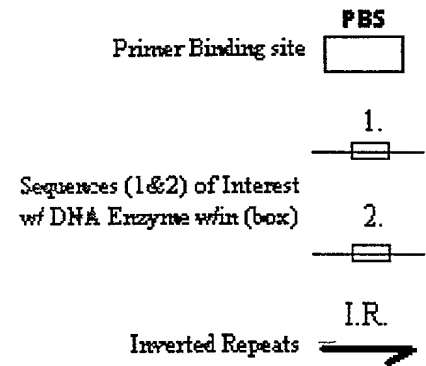 PBS
Primer Binding site
1.
Sequences (1&2) of Interest
w/ DNA Enzyme w/in (box)
2.
I.R.
Inverted Repeats